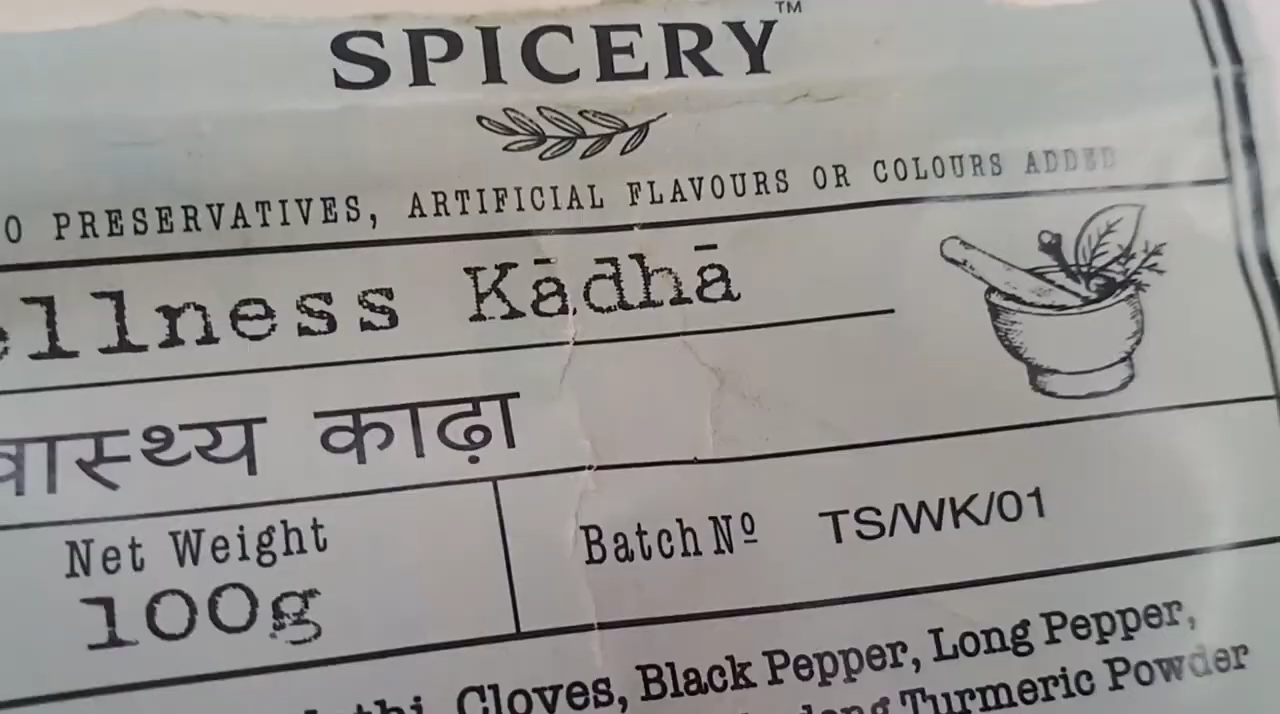 SPICERY™
O PRESERVATIVES, ARTIFICIAL FLAVOURS OR COLOURS ADDED
ellness Kādhā
वास्थ्य काढ़ा
Net Weight
100g
Batch Nº TS/WK/01
Cloves, Black Pepper, Long Pepper,
Turmeric Powder